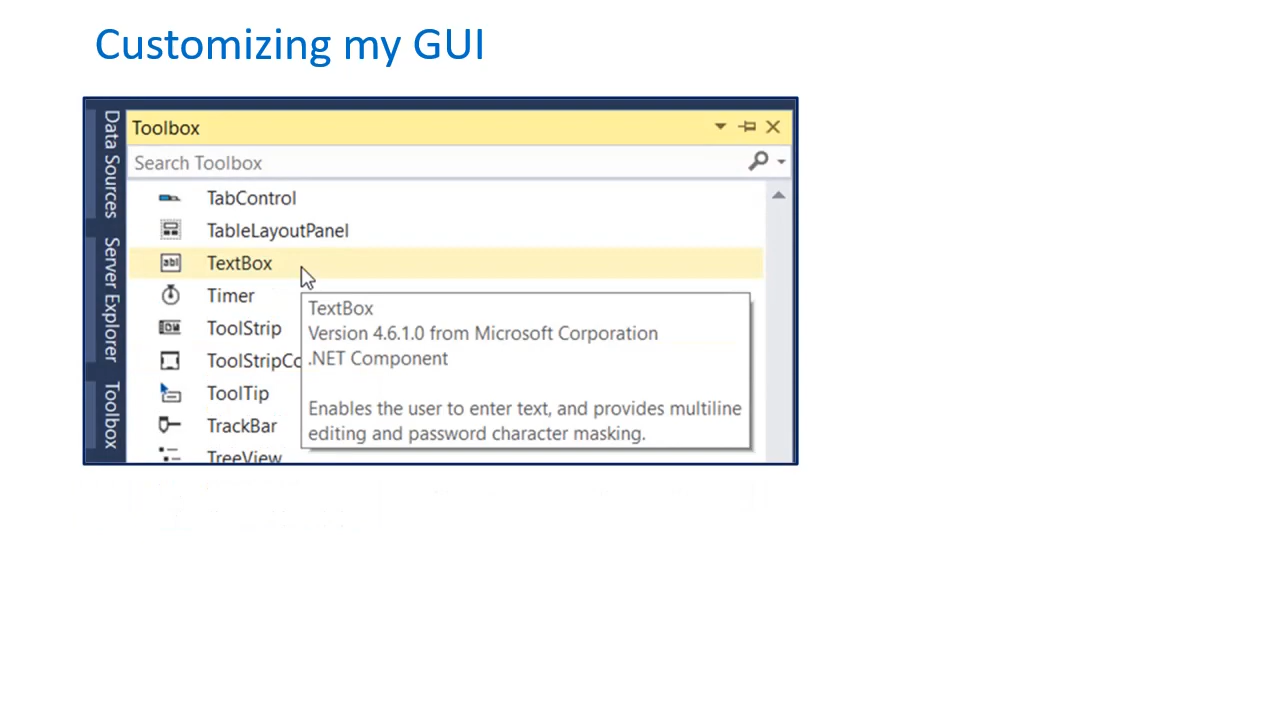 Customizing my GUI
Data Sources
Server Explorer
Toolbox
Toolbox
Search Toolbox
TabControl
TableLayoutPanel
abl
TextBox
Timer
ToolStrip
ToolStripCo
ToolTip
TrackBar
TreeView
TextBox
Version 4.6.1.0 from Microsoft Corporation
.NET Component
Enables the user to enter text, and provides multiline
editing and password character masking.